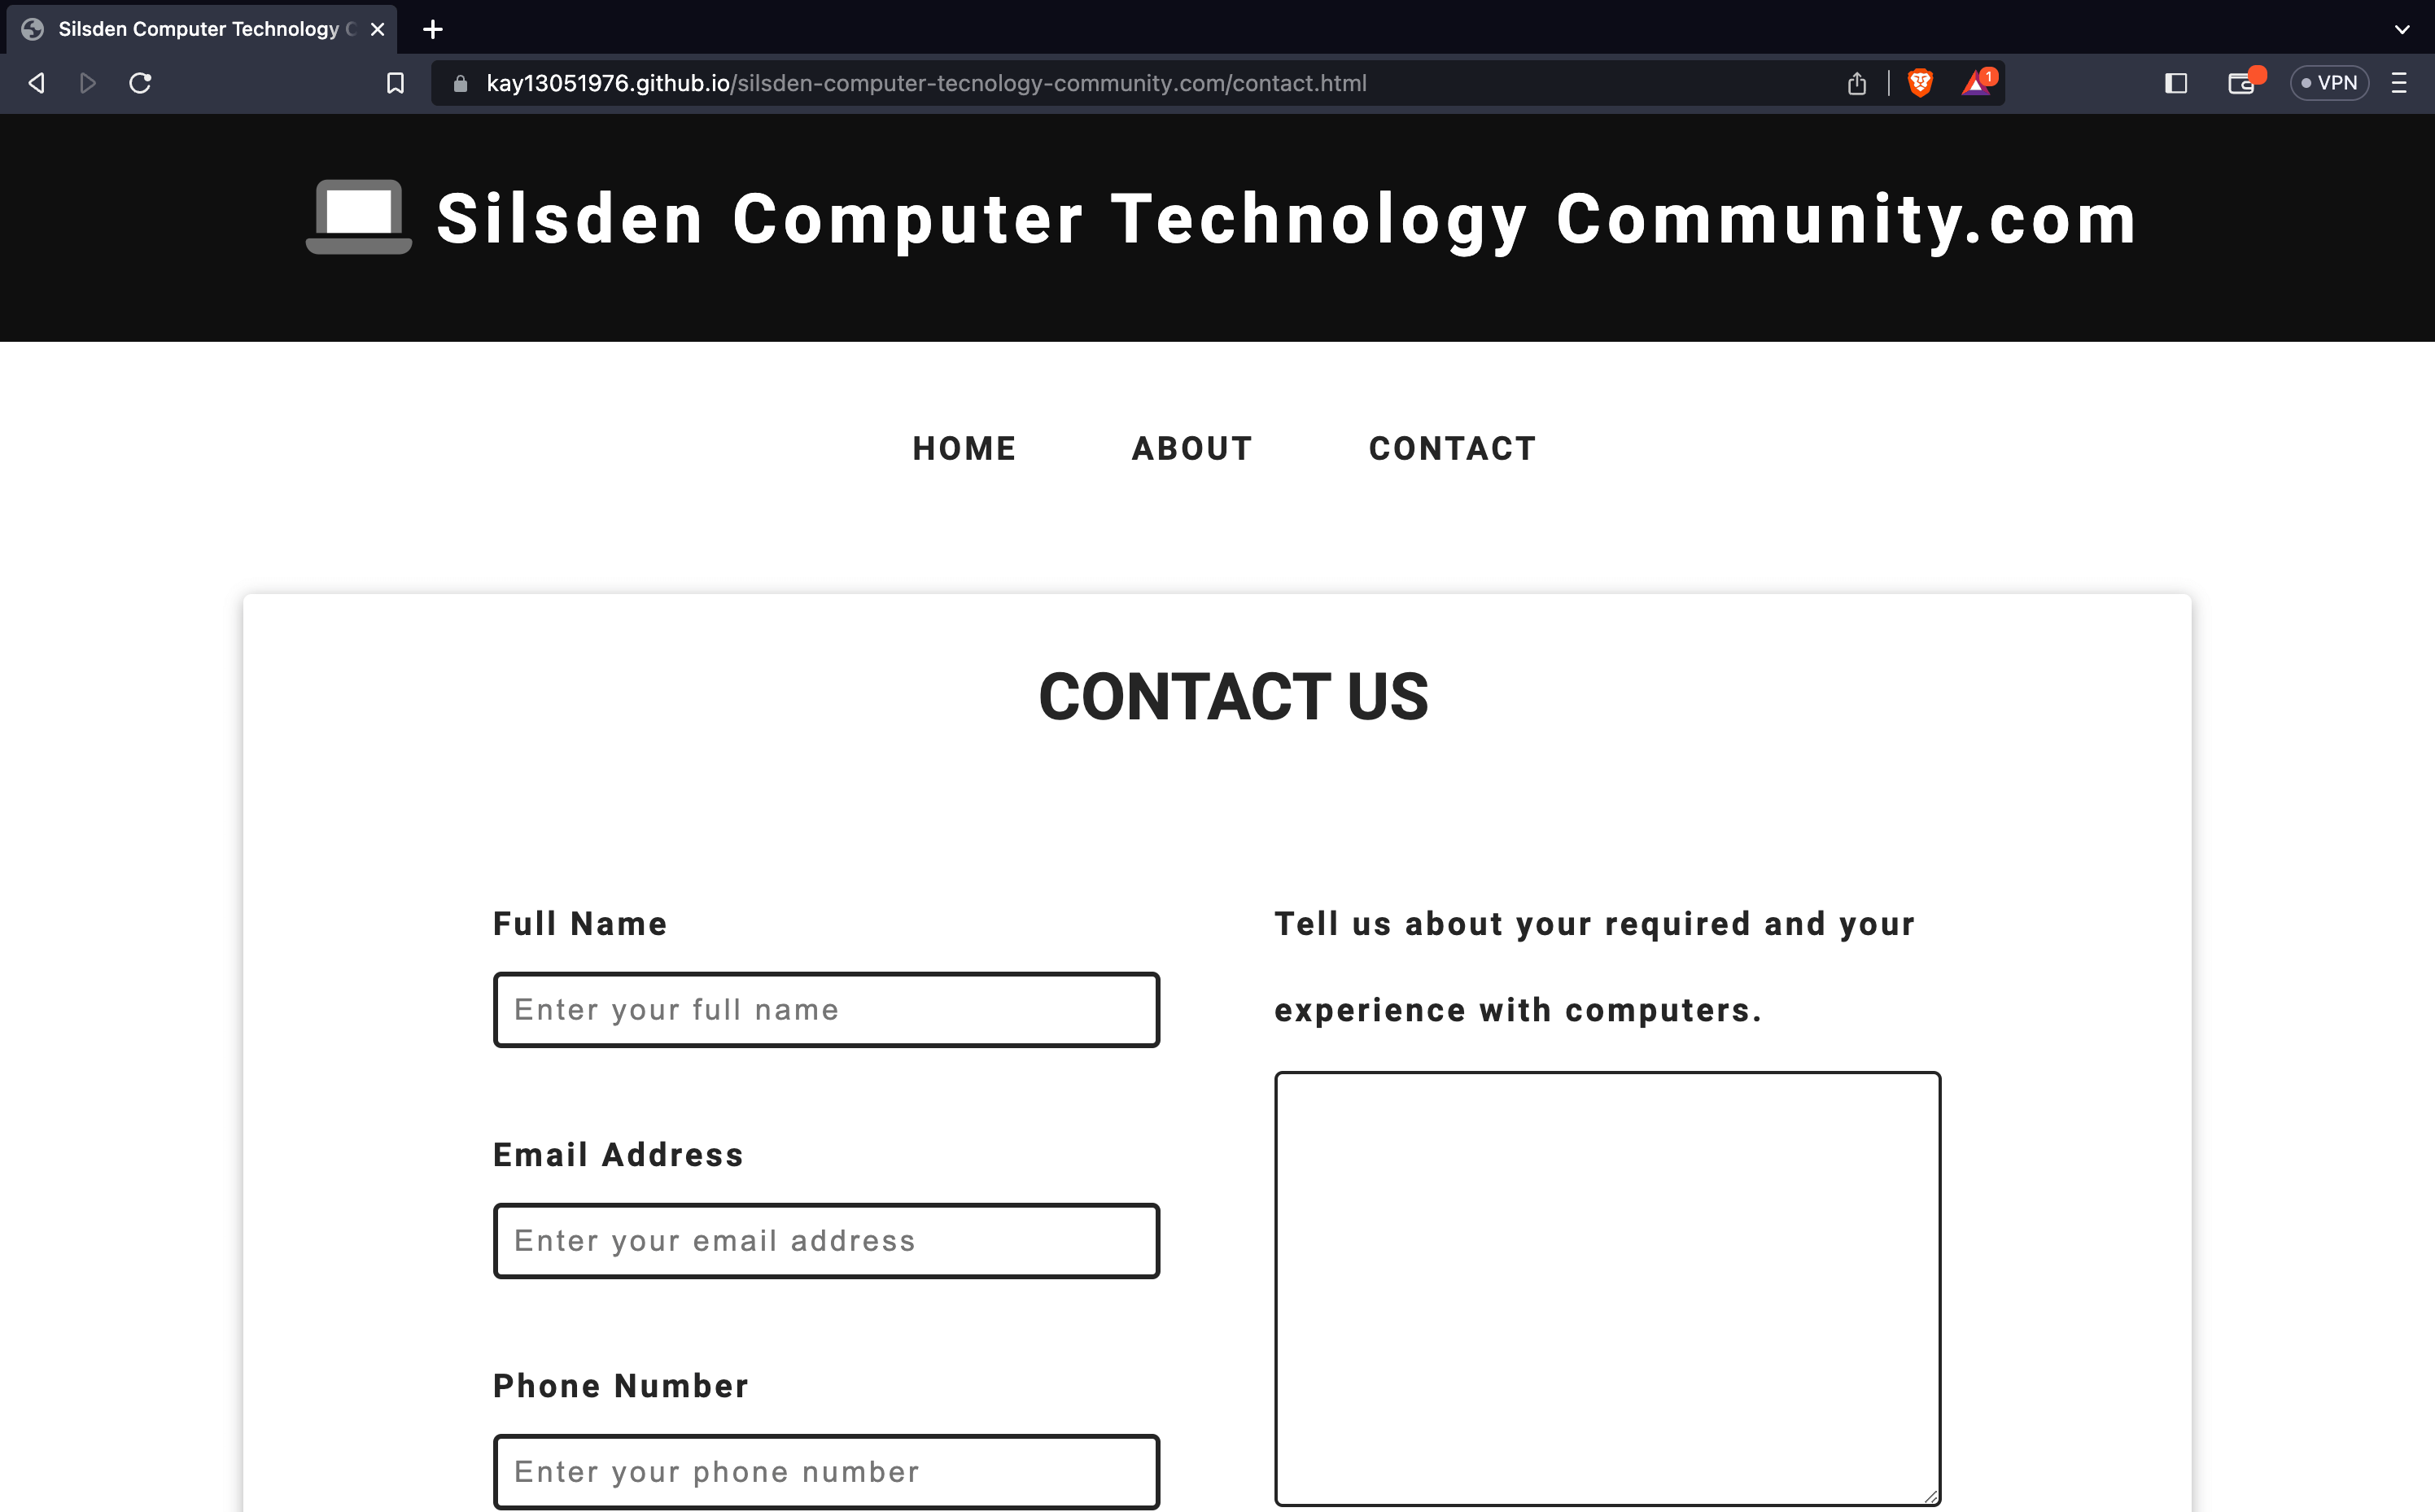 Silsden Computer Technology C
kay13051976.github.io/silsden-computer-tecnology-community.com/contact.html
1
VPN
Silsden Computer Technology Community.com
HOME ABOUT CONTACT
CONTACT US
Full Name
Enter your full name
Email Address
Enter your email address
Phone Number
Enter your phone number
Tell us about your required and your
experience with computers.